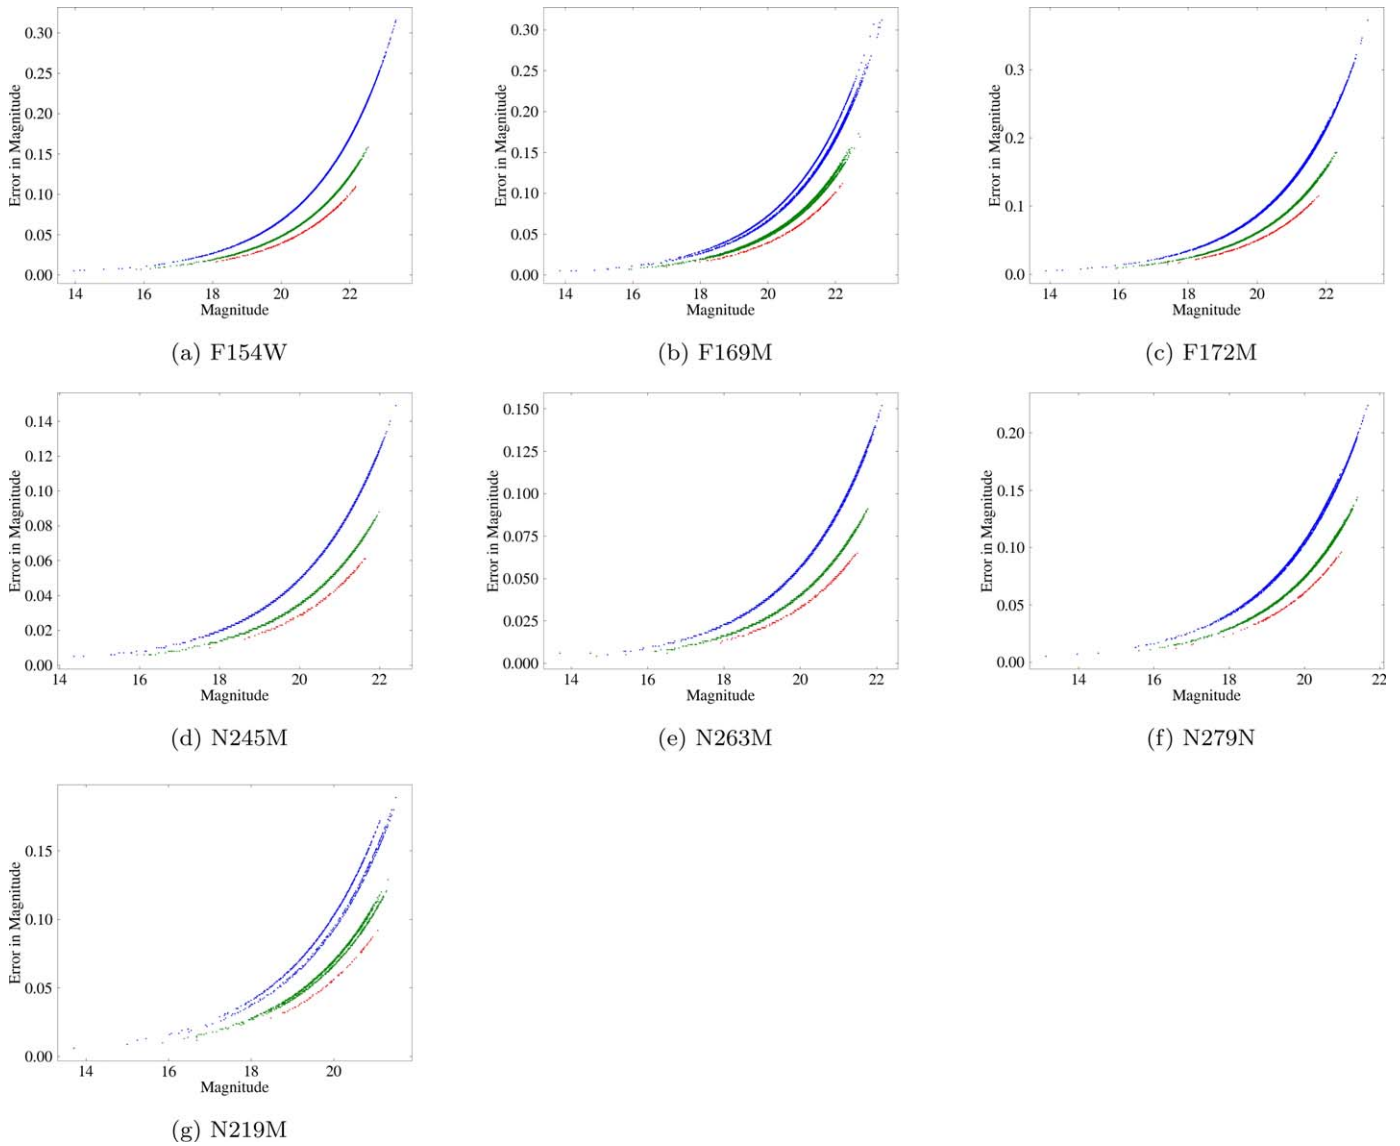 0.30
0.25
0.20
0.15
0.10
0.05
0.00
Error in Magnitude
14 16 18 20 22
Magnitude
(a) F154W
0.30
0.25
0.20
0.15
0.10
0.05
0.00
Error in Magnitude
14 16 18 20 22
Magnitude
(b) F169M
0.3
0.2
0.1
0.0
Error in Magnitude
14 16 18 20 22
Magnitude
(c) F172M
0.14
0.12
0.10
0.08
0.06
0.04
0.02
0.00
Error in Magnitude
14 16 18 20 22
Magnitude
(d) N245M
0.150
0.125
0.100
0.075
0.050
0.025
0.000
Error in Magnitude
14 16 18 20 22
Magnitude
(e) N263M
0.20
0.15
0.10
0.05
0.00
Error in Magnitude
14 16 18 20 22
Magnitude
(f) N279N
0.15
0.10
0.05
0.00
Error in Magnitude
14 16 18 20
Magnitude
(g) N219M